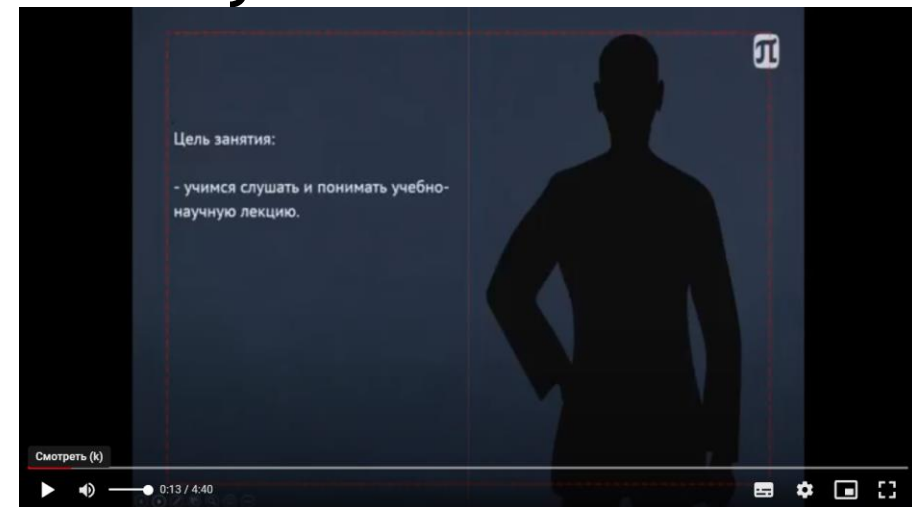 π
Цель занятия:
- учимся слушать и понимать учебно-
научную лекцию.
Смотреть (k)
0:13 / 4:40